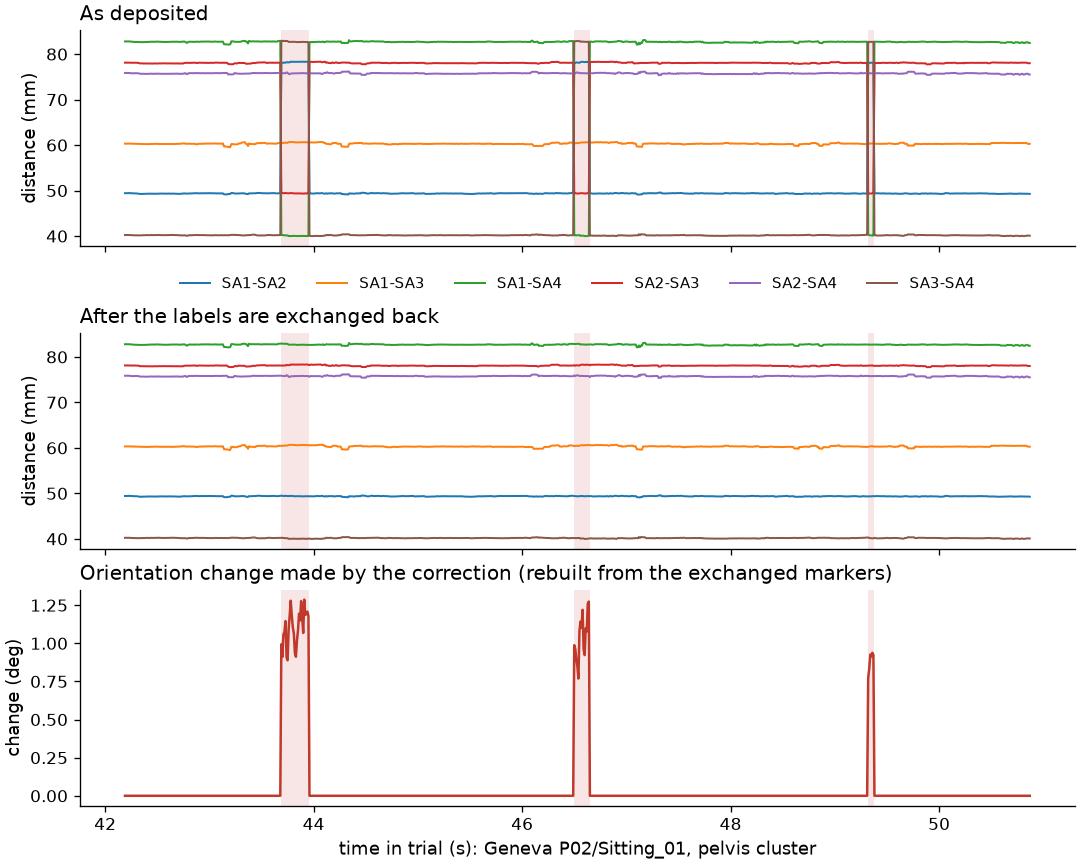 As deposited
80
70
60
50
40
distance (mm)
SA1-SA2 SA1-SA3 SA1-SA4 SA2-SA3 SA2-SA4 SA3-SA4
After the labels are exchanged back
80
70
60
50
40
distance (mm)
Orientation change made by the correction (rebuilt from the exchanged markers)
1.25
1.00
0.75
0.50
0.25
0.00
change (deg)
42 44 46 48 50
time in trial (s): Geneva P02/Sitting_01, pelvis cluster